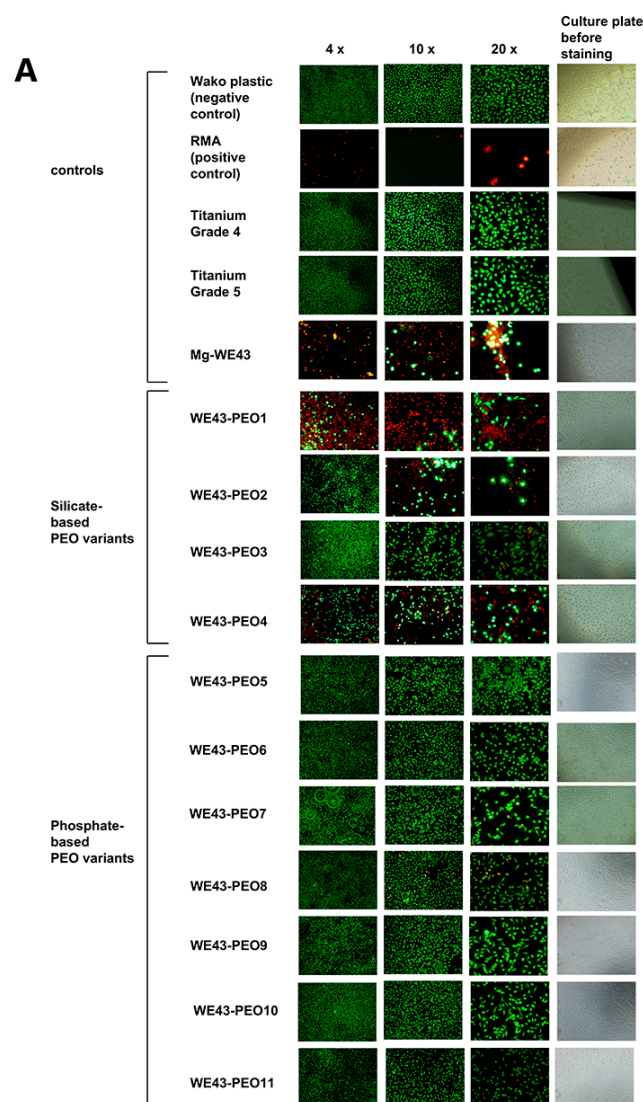 Culture plate
before
staining
4 x
10 x
20 x
A
Wako plastic
(negative
control)
RMA
(positive
control)
controls
Titanium
Grade 4
Titanium
Grade 5
Mg-WE43
WE43-PEO1
WE43-PEO2
Silicate-
based
PEO variants
WE43-PEO3
WE43-PEO4
WE43-PEO5
WE43-PEO6
WE43-PEO7
Phosphate-
based
PEO variants
WE43-PEO8
WE43-PEO9
WE43-PEO10
WE43-PEO11